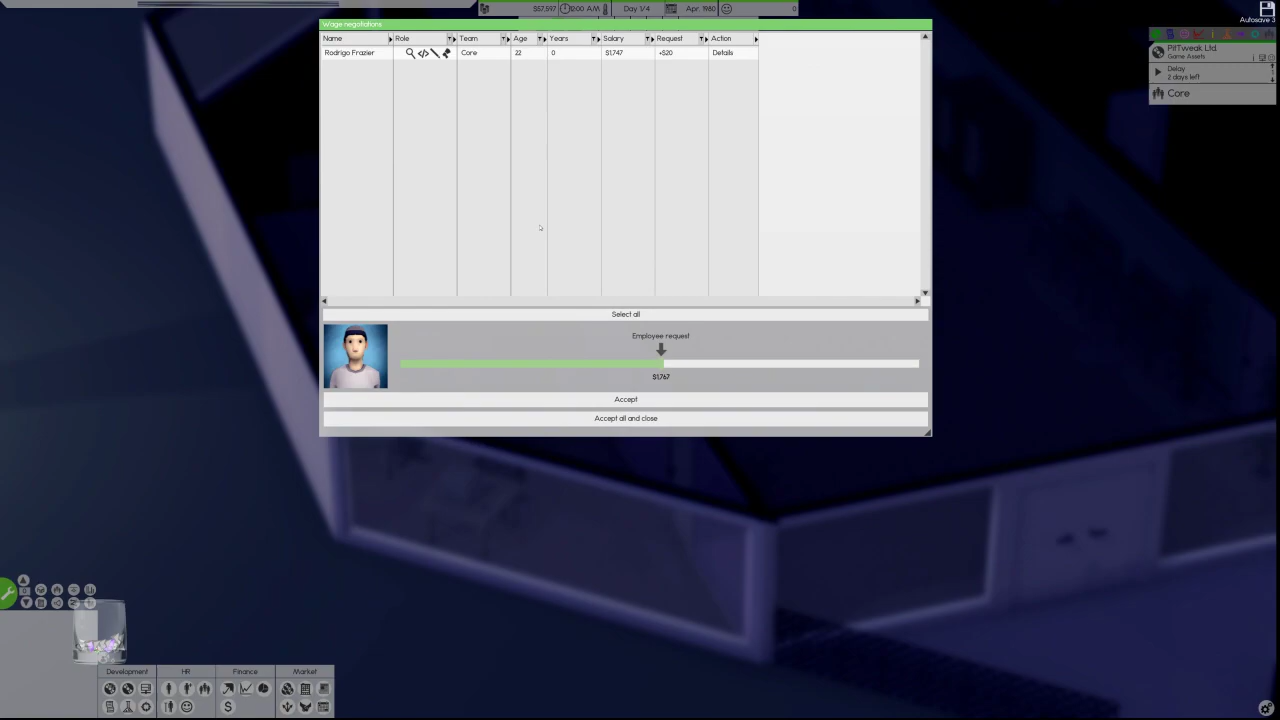 $57,597 12:00 AM Day 1/4 Apr. 1980 0
Autosave 3
Wage negotiations
Name Role Team Age Years Salary Request Action
Rodrigo Frazier Core 22 0 $1,747 +$20 Details
PitTweak Ltd.
Game Assets
Delay
2 days left
Core
Select all
Employee request
$1,767
Accept
Accept all and close
Development HR Finance Market